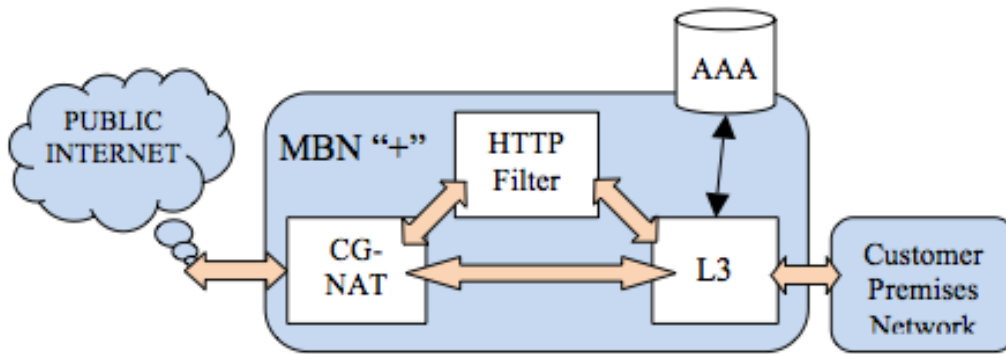 PUBLIC
INTERNET
MBN “+”
HTTP
Filter
AAA
CG-
NAT
L3
Customer
Premises
Network